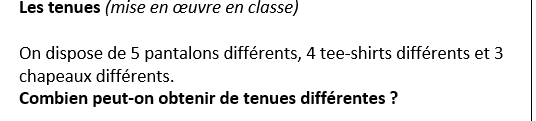 Les tenues (mise en œuvre en classe)
On dispose de 5 pantalons différents, 4 tee-shirts différents et 3
chapeaux différents.
Combien peut-on obtenir de tenues différentes ?